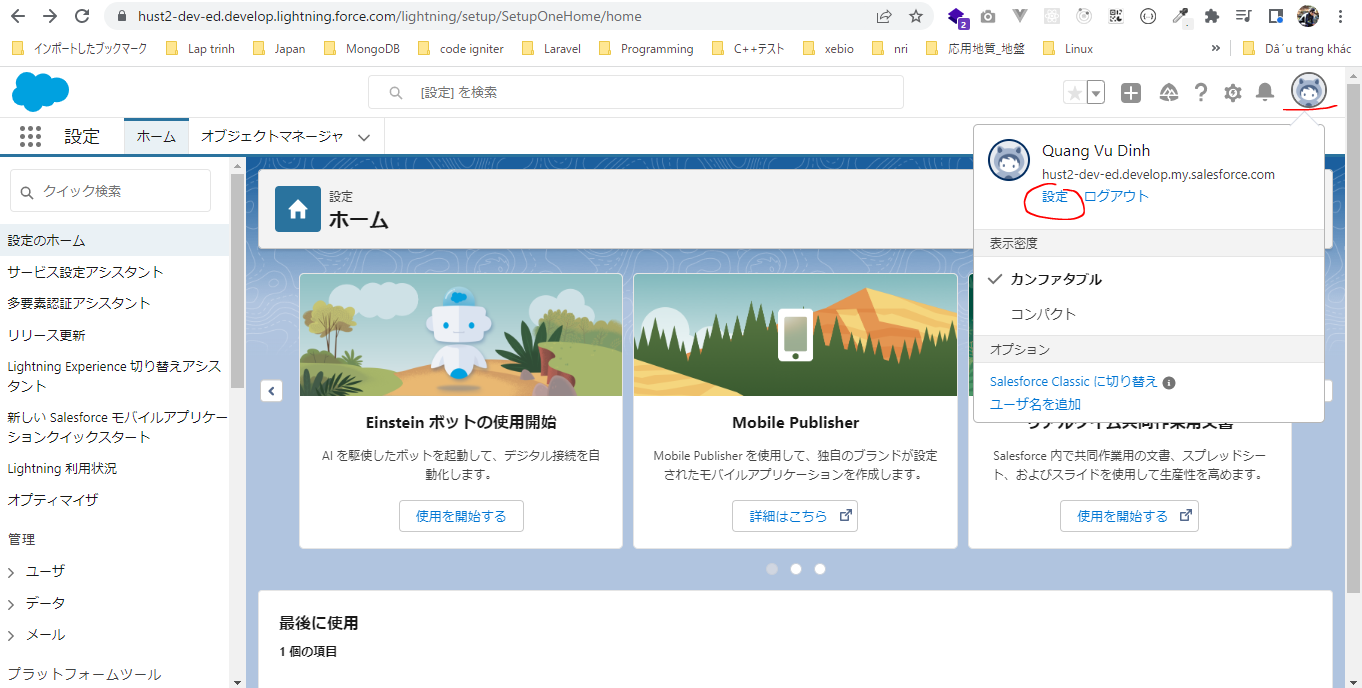 hust2-dev-ed.develop.lightning.force.com/lightning/setup/SetupOneHome/home
2
インポートしたブックマーク
Lap trinh
Japan
MongoDB
code igniter
Laravel
Programming
C++テスト
xebio
nri
応用地質_地盤
Linux
»
Dâ´u trang khác
[設定] を検索
設定
ホーム
オブジェクトマネージャ
Quang Vu Dinh
hust2-dev-ed.develop.my.salesforce.com
設定
ログアウト
表示密度
カンファタブル
コンパクト
オプション
Salesforce Classic に切り替え
ユーザ名を追加
クイック検索
設定のホーム
サービス設定アシスタント
多要素認証アシスタント
リリース更新
Lightning Experience 切り替えアシス
タント
新しい Salesforce モバイルアプリケー
ションクイックスタート
Lightning 利用状況
オプティマイザ
管理
ユーザ
データ
メール
プラットフォームツール
設定
ホーム
Einstein ボットの使用開始
AI を駆使したボットを起動して、デジタル接続を自
動化します。
使用を開始する
Mobile Publisher
Mobile Publisher を使用して、独自のブランドが設定
されたモバイルアプリケーションを作成します。
詳細はこちら
リアルタイム共同作業用文書
Salesforce 内で共同作業用の文書、スプレッドシー
ト、およびスライドを使用して生産性を高めます。
使用を開始する
最後に使用
1 個の項目